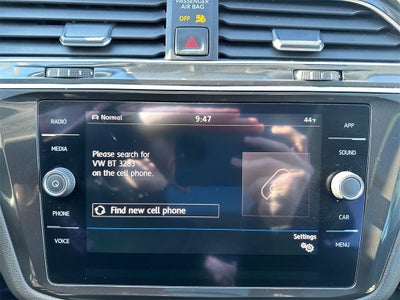 PASSENGER
AIR BAG
OFF
RADIO
MEDIA
PHONE
VOICE
Normal
9:47
44°F
Please search for
VW BT 3283
on the cell phone.
Find new cell phone
Settings
APP
SOUND
CAR
MENU